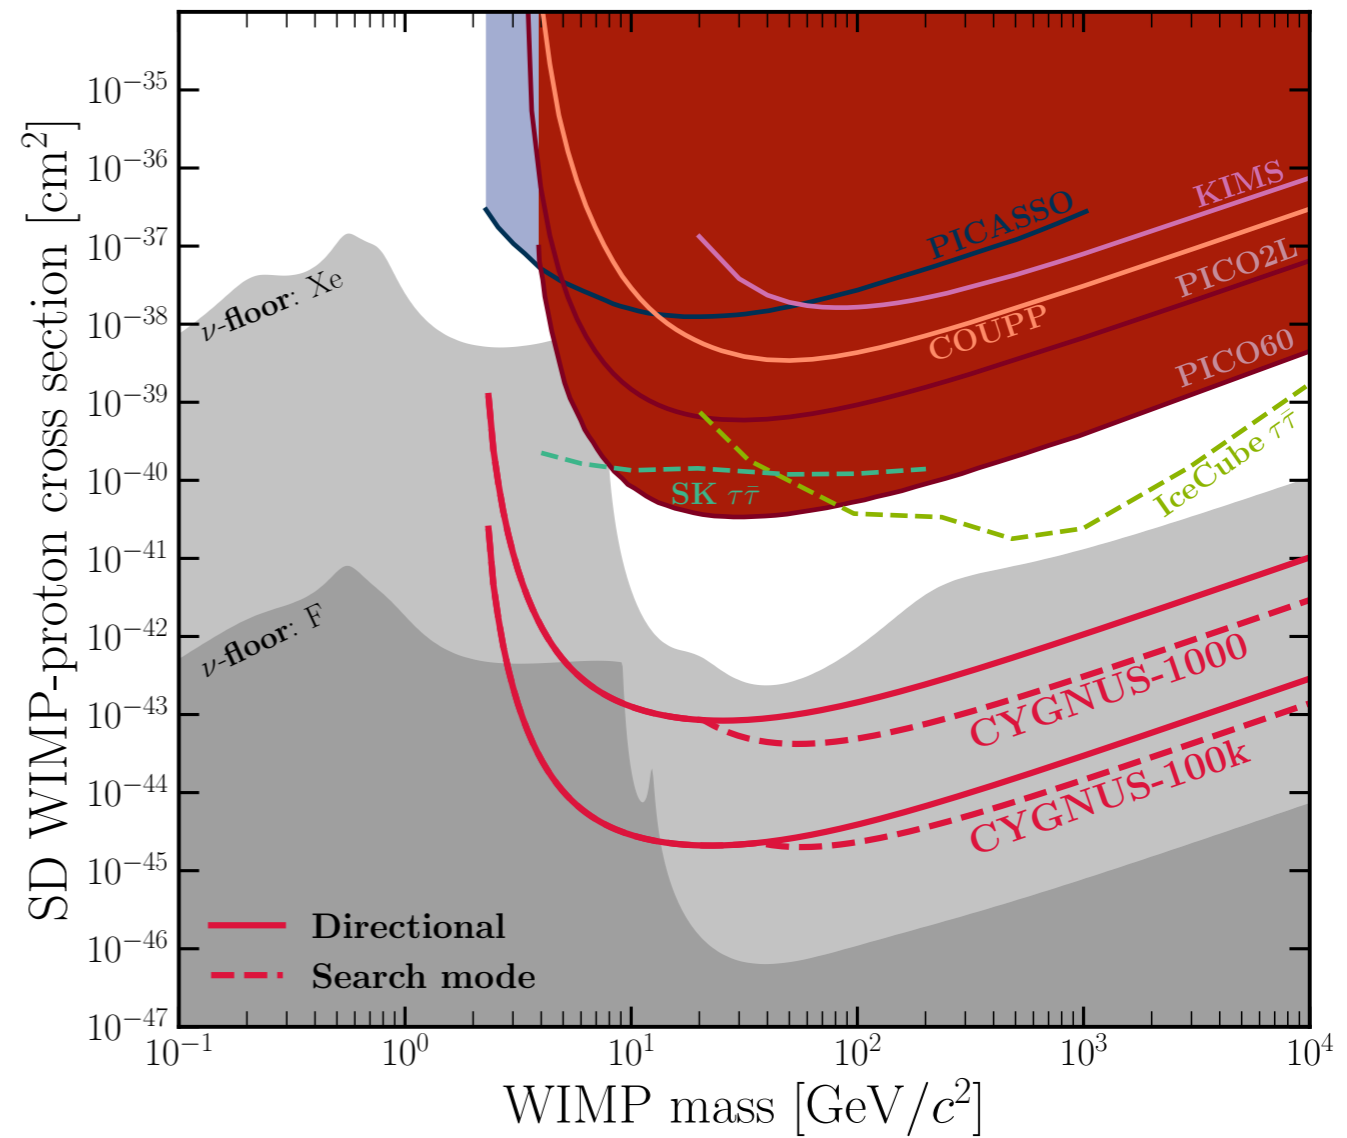 SD WIMP-proton cross section [cm²]
10⁻³⁵
10⁻³⁶
10⁻³⁷
10⁻³⁸
10⁻³⁹
10⁻⁴⁰
10⁻⁴¹
10⁻⁴²
10⁻⁴³
10⁻⁴⁴
10⁻⁴⁵
10⁻⁴⁶
10⁻⁴⁷
KIMS
PICASSO
PICO2L
COUPP
PICO60
ν-floor: Xe
IceCube ττ̄
SK ττ̄
ν-floor: F
CYGNUS-1000
CYGNUS-100k
Directional
Search mode
10⁻¹
10⁰
10¹
10²
10³
10⁴
WIMP mass [GeV/c²]